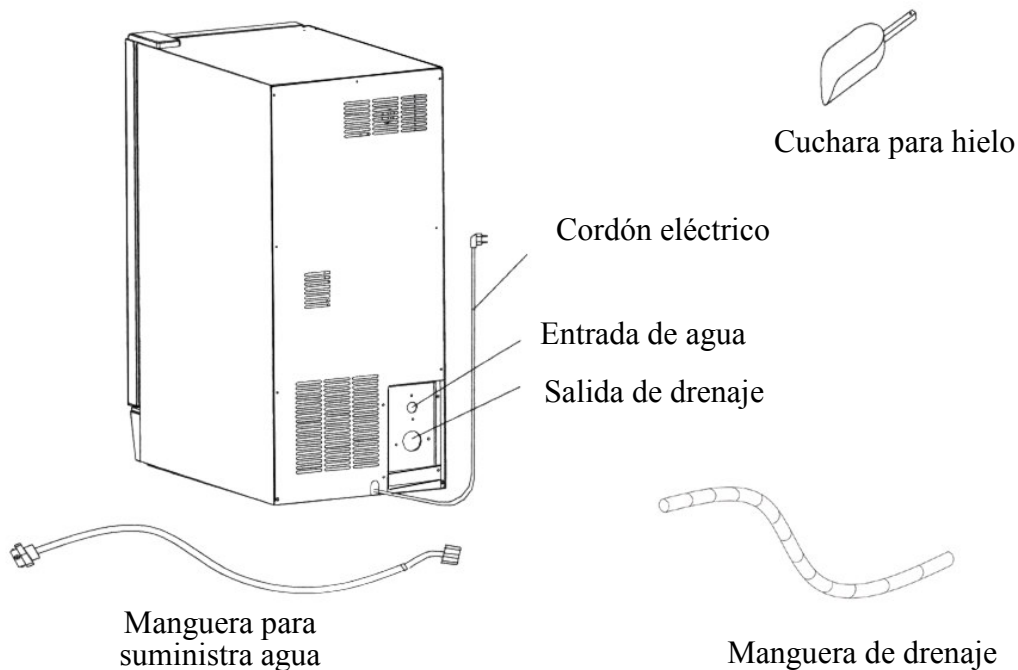 Cuchara para hielo
Cordón eléctrico
Entrada de agua
Salida de drenaje
Manguera para
suministra agua
Manguera de drenaje